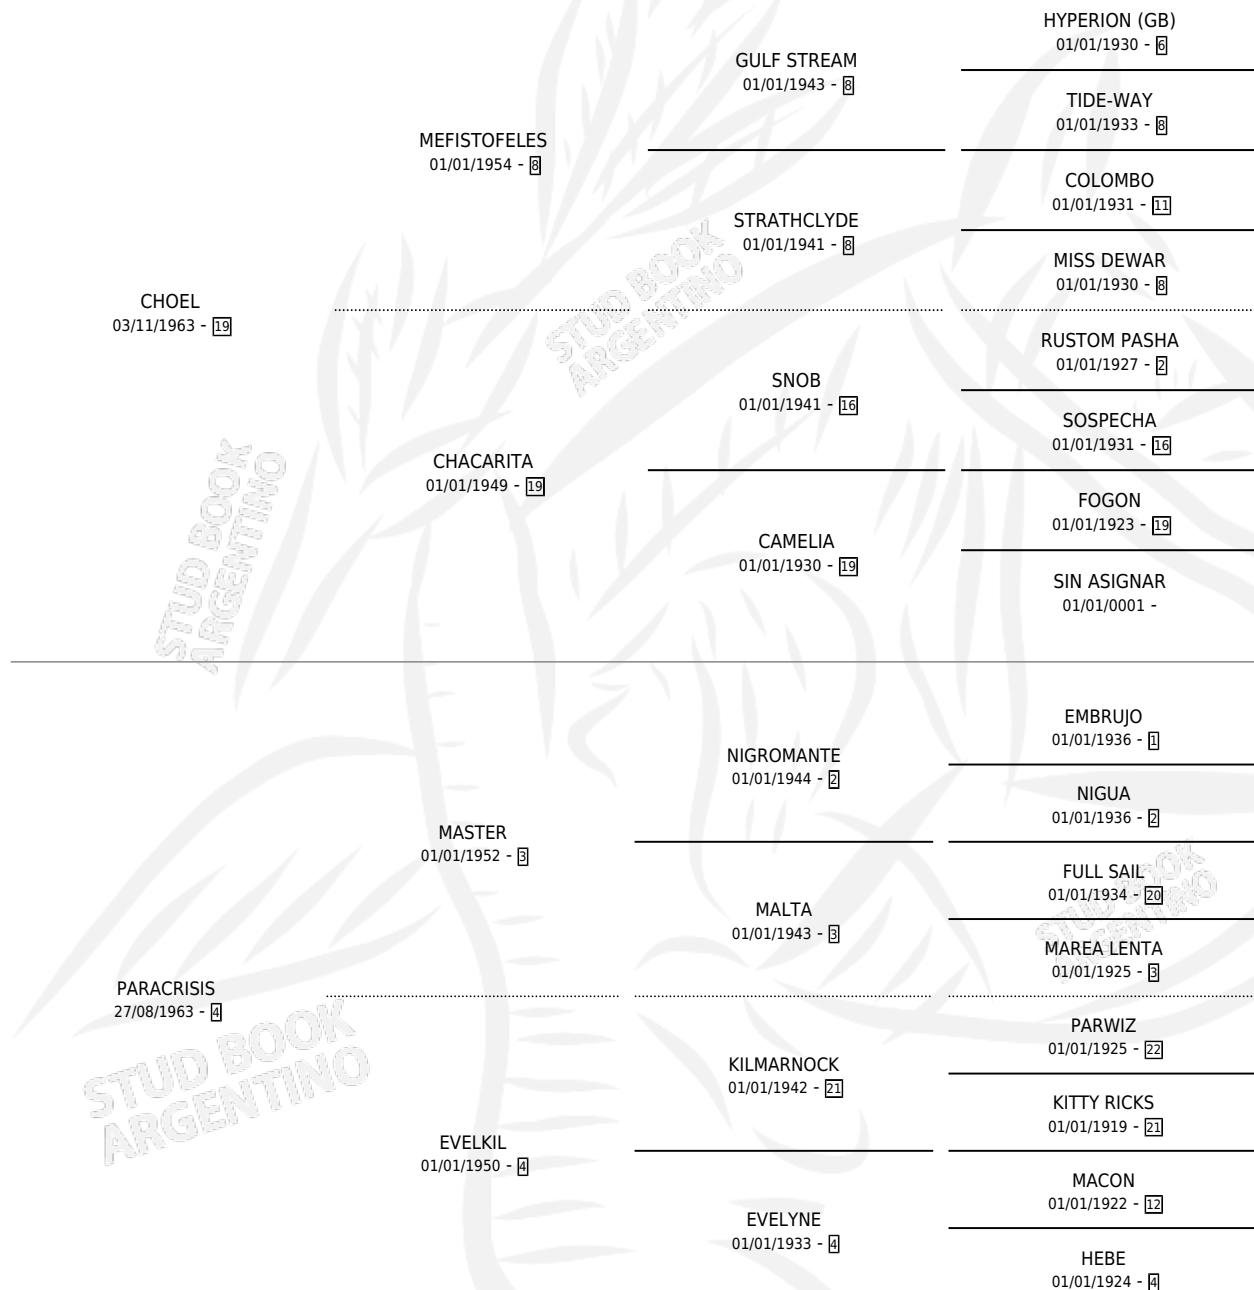 HYPERION (GB)
01/01/1930 - 6
GULF STREAM
01/01/1943 - 8
TIDE-WAY
01/01/1933 - 8
MEFISTOFELES
01/01/1954 - 8
COLOMBO
01/01/1931 - 11
STRATHCLYDE
01/01/1941 - 8
MISS DEWAR
01/01/1930 - 8
CHOEL
03/11/1963 - 19
RUSTOM PASHA
01/01/1927 - 2
SNOB
01/01/1941 - 16
SOSPECHA
01/01/1931 - 16
CHACARITA
01/01/1949 - 19
FOGON
01/01/1923 - 19
CAMELIA
01/01/1930 - 19
SIN ASIGNAR
01/01/0001 -
EMBRUJO
01/01/1936 - 1
NIGROMANTE
01/01/1944 - 2
NIGUA
01/01/1936 - 2
MASTER
01/01/1952 - 3
FULL SAIL
01/01/1934 - 20
MALTA
01/01/1943 - 3
MAREA LENTA
01/01/1925 - 3
PARACRISIS
27/08/1963 - 4
PARWIZ
01/01/1925 - 22
KILMARNOCK
01/01/1942 - 21
KITTY RICKS
01/01/1919 - 21
EVELKIL
01/01/1950 - 4
MACON
01/01/1922 - 12
EVELYNE
01/01/1933 - 4
HEBE
01/01/1924 - 4
STUD BOOK
ARGENTINO
STUD BOOK
ARGENTINO
STUD BOOK
ARGENTINO
STUD BOOK
ARGENTINO